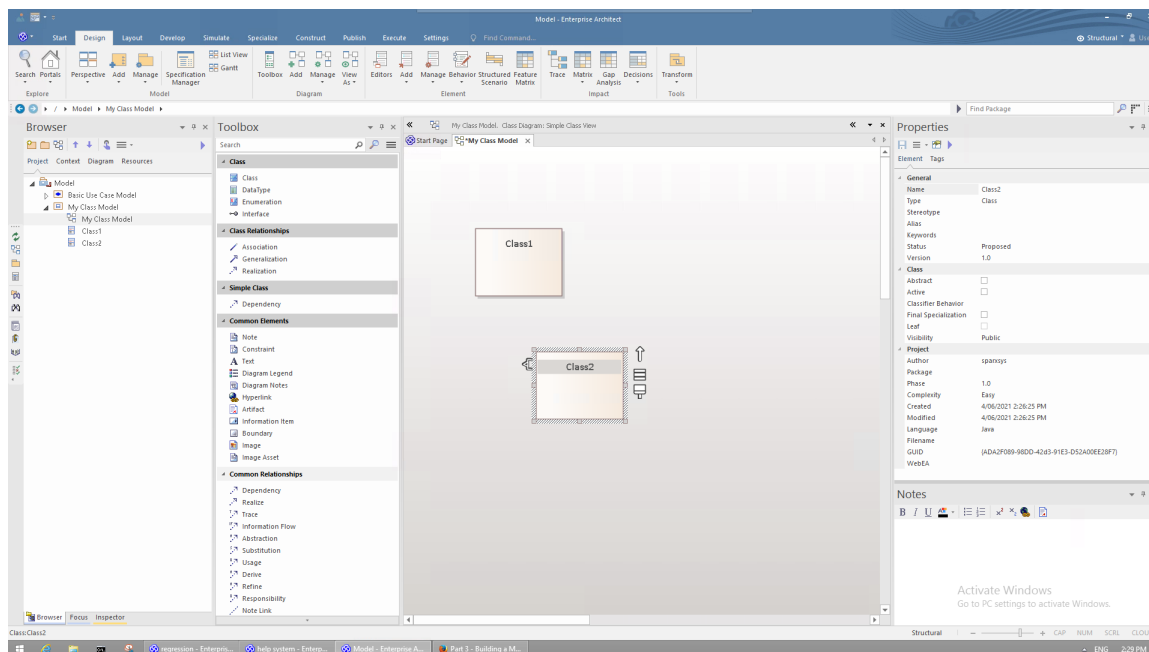 Model - Enterprise Architect
Start Design Layout Develop Simulate Specialize Construct Publish Execute Settings Find Command... Structural
Search Portals Perspective Add Manage Specification Manager List View Gantt Toolbox Add Manage View As Editors Add Manage Behavior Structured Scenario Feature Matrix Trace Matrix Gap Analysis Decisions Transform
Explore Model Diagram Element Impact Tools
/ Model My Class Model Find Package
Browser
Project Context Diagram Resources
Model
Basic Use Case Model
My Class Model
My Class Model
Class1
Class2
Browser Focus Inspector
Toolbox
Search
Class
Class
DataType
Enumeration
Interface
Class Relationships
Association
Generalization
Realization
Simple Class
Dependency
Common Elements
Note
Constraint
A Text
Diagram Legend
Diagram Notes
Hyperlink
Artifact
Information Item
Boundary
Image
Image Asset
Common Relationships
Dependency
Realize
Trace
Information Flow
Abstraction
Substitution
Usage
Derive
Refine
Responsibility
Note Link
My Class Model. Class Diagram: Simple Class View
Start Page *My Class Model
Class1
Class2
Properties
Element Tags
General
Name Class2
Type Class
Stereotype
Alias
Keywords
Status Proposed
Version 1.0
Class
Abstract
Active
Classifier Behavior
Final Specialization
Leaf
Visibility Public
Project
Author sparxsys
Package
Phase 1.0
Complexity Easy
Created 4/06/2021 2:26:25 PM
Modified 4/06/2021 2:26:25 PM
Language Java
Filename
GUID {ADA2F089-98DD-42d3-91E3-D52A00EE28F7}
WebEA
Notes
B I U
Activate Windows
Go to PC settings to activate Windows.
Class:Class2 Structural CAP NUM SCRL CLOU
regression - Enterpris... help system - Enterp... Model - Enterprise A... Part 3 - Building a M... ENG 2:29 PM